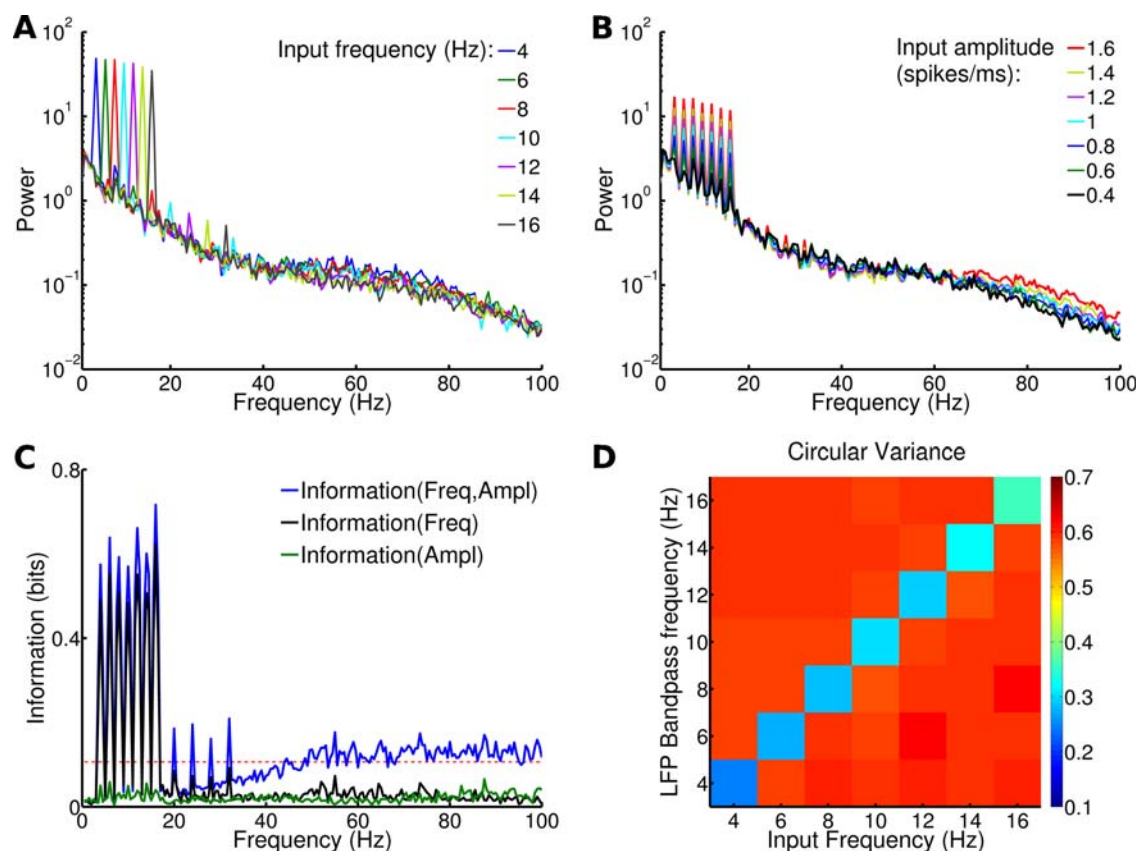 A
Input frequency (Hz):
4
6
8
10
12
14
16
Power
10^2
10^1
10^0
10^-1
10^-2
0 20 40 60 80 100
Frequency (Hz)
B
Input amplitude
(spikes/ms):
1.6
1.4
1.2
1
0.8
0.6
0.4
Power
10^2
10^1
10^0
10^-1
10^-2
0 20 40 60 80 100
Frequency (Hz)
C
Information(Freq,Ampl)
Information(Freq)
Information(Ampl)
Information (bits)
0.8
0.4
0
0 20 40 60 80 100
Frequency (Hz)
D
Circular Variance
LFP Bandpass frequency (Hz)
16
14
12
10
8
6
4
4 6 8 10 12 14 16
Input Frequency (Hz)
0.7
0.6
0.5
0.4
0.3
0.2
0.1